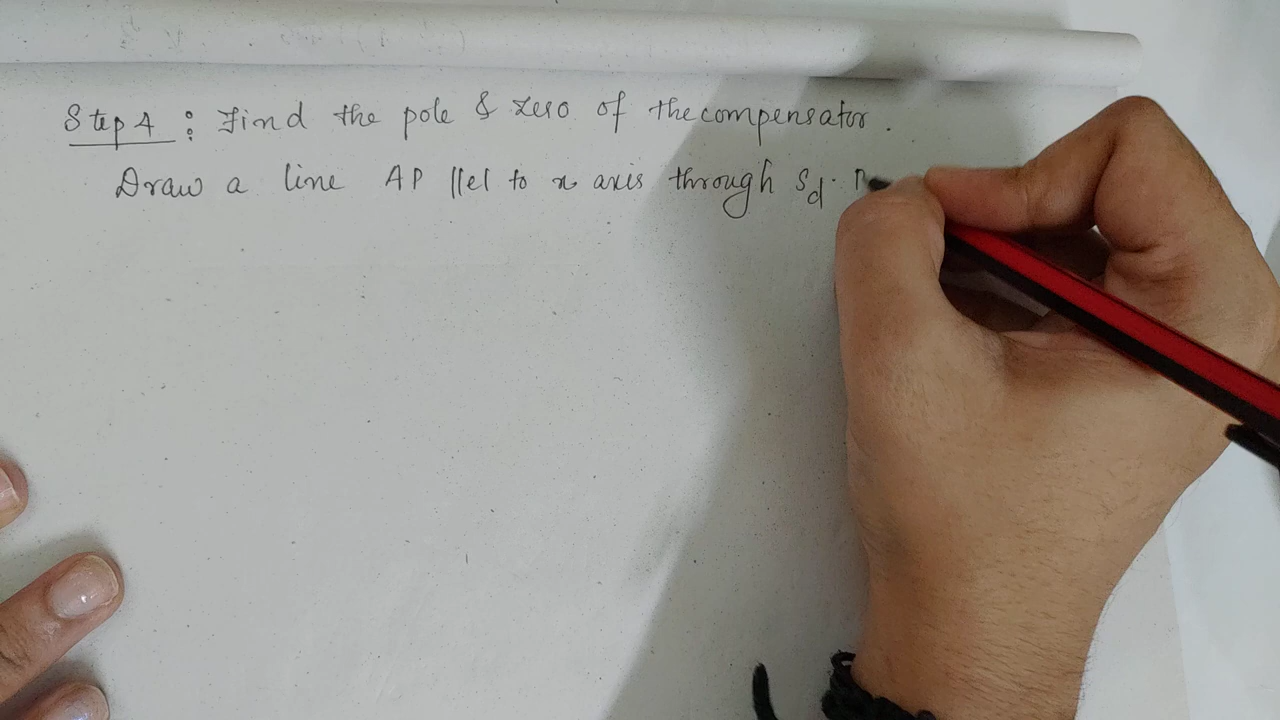 Step 4 : Find the pole & zero of the compensator.
Draw a line AP ||el to x axis through Sd.